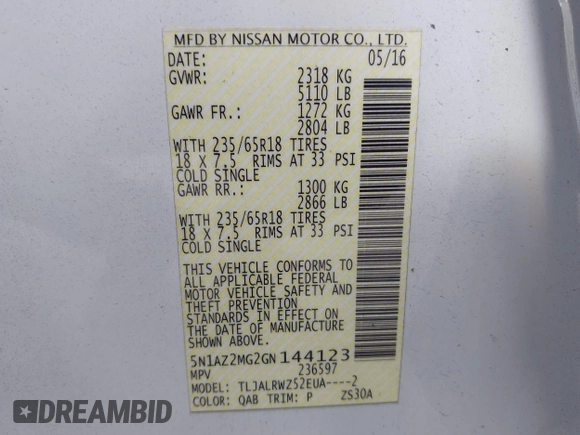 MFD BY NISSAN MOTOR CO., LTD.
DATE: 05/16
GVWR: 2318 KG
5110 LB
GAWR FR.: 1272 KG
2804 LB
WITH 235/65R18 TIRES
18 X 7.5 RIMS AT 33 PSI
COLD SINGLE
GAWR RR.: 1300 KG
2866 LB
WITH 235/65R18 TIRES
18 X 7.5 RIMS AT 33 PSI
COLD SINGLE
THIS VEHICLE CONFORMS TO
ALL APPLICABLE FEDERAL
MOTOR VEHICLE SAFETY AND
THEFT PREVENTION
STANDARDS IN EFFECT ON
THE DATE OF MANUFACTURE.
5N1AZ2MG2GN144123
MPV 236S97
MODEL: TLJALRWZ52EUA----2
COLOR: QAB TRIM: P ZS30A
TLDREAMBID
TLDREAMBID